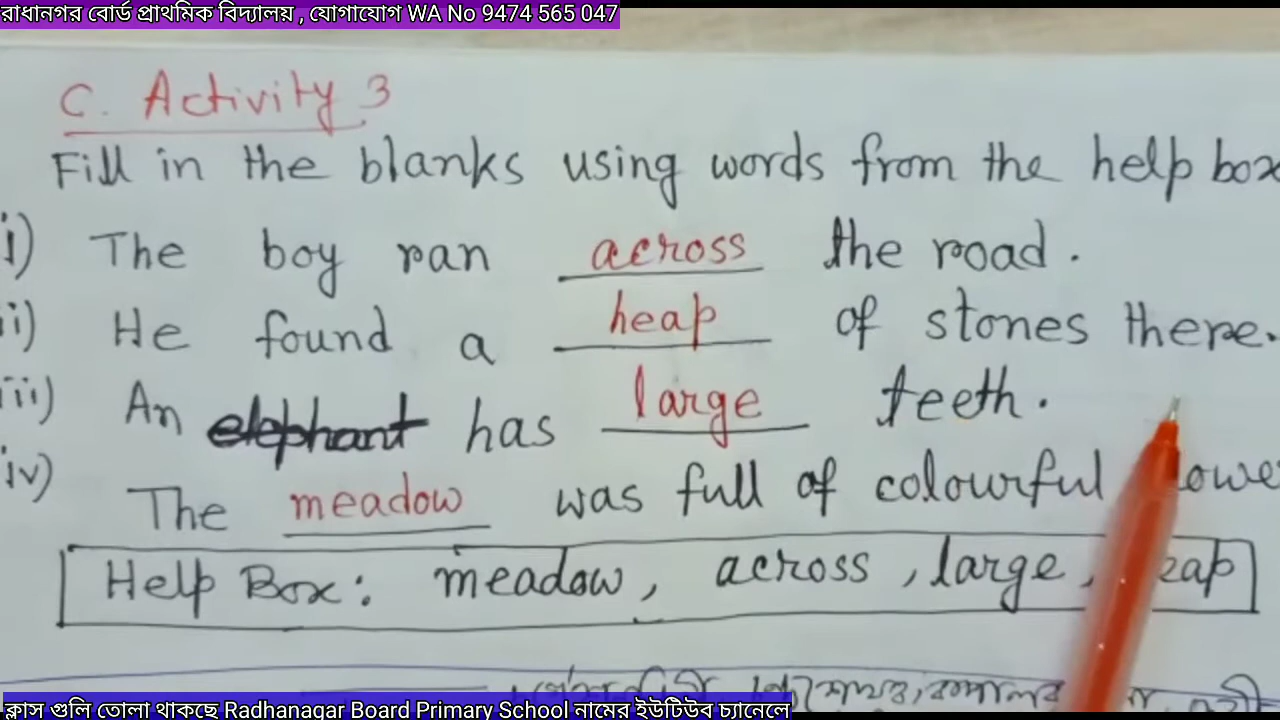 রাধানগর বোর্ড প্রাথমিক বিদ্যালয় , যোগাযোগ WA No 9474 565 047
C. Activity 3
Fill in the blanks using words from the help box
i) The boy ran across the road.
ii) He found a heap of stones there.
iii) An elephant has large teeth.
iv) The meadow was full of colourful
Help Box: meadow, across, large,
ক্লাস গুলি তোলা থাকছে Radhanagar Board Primary School নামের ইউটিউব চ্যানেলে